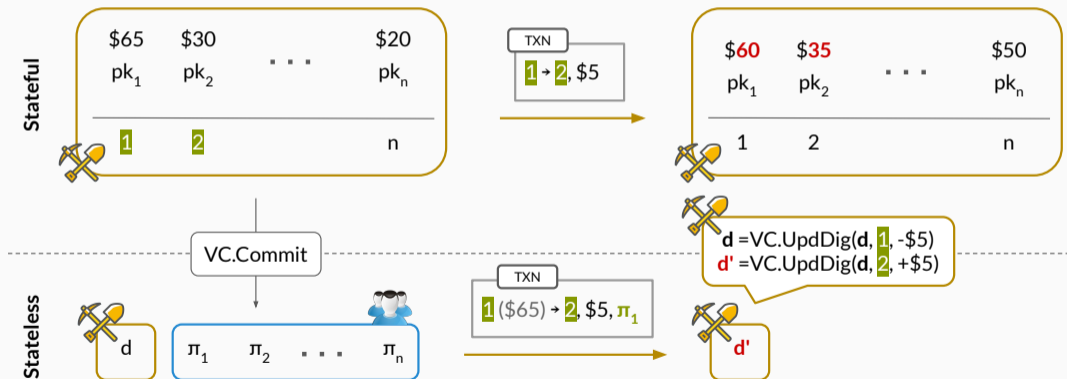 Stateful
$65 $30 $20
pk1 pk2 ... pkn
1 2 n
TXN
1 → 2, $5
$60 $35 $50
pk1 pk2 ... pkn
1 2 n
VC.Commit
d =VC.UpdDig(d, 1, -$5)
d' =VC.UpdDig(d, 2, +$5)
Stateless
d
π1 π2 ... πn
TXN
1 ($65) → 2, $5, π1
d'